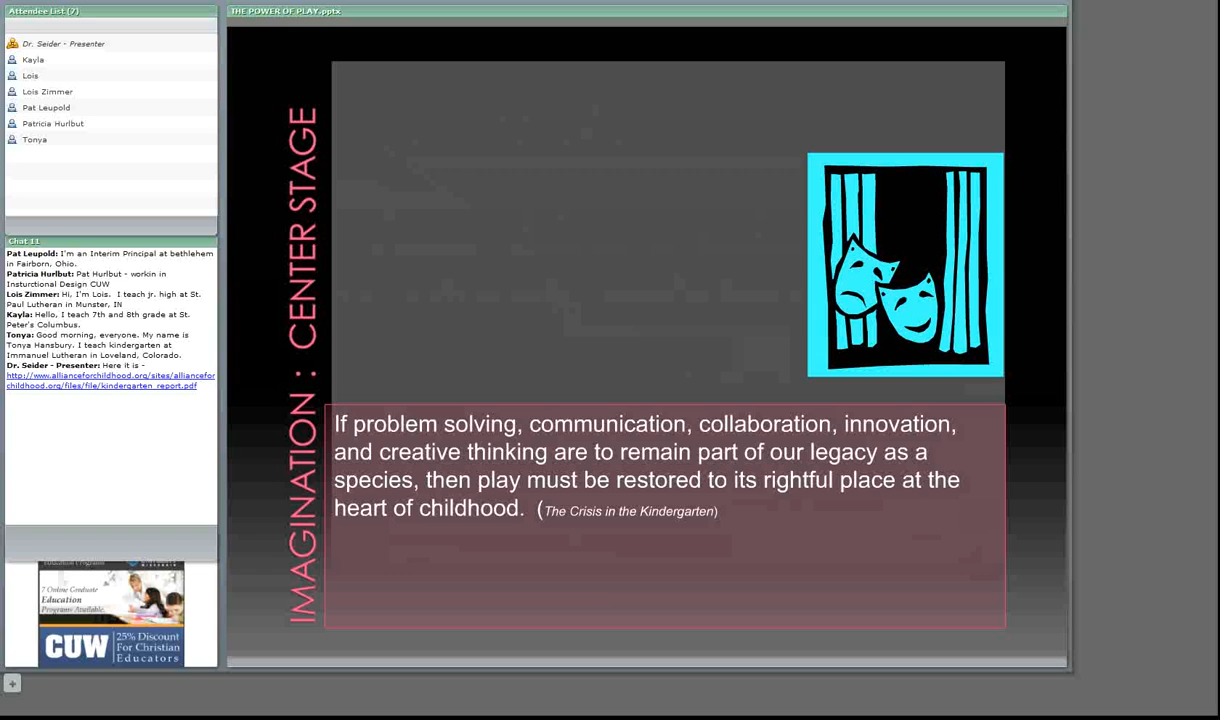 Attendee List (7)
Dr. Seider - Presenter
Kayla
Lois
Lois Zimmer
Pat Leupold
Patricia Hurlbut
Tonya
Chat 11
Pat Leupold: I'm an Interim Principal at bethlehem
in Fairborn, Ohio.
Patricia Hurlbut: Pat Hurlbut - workin in
Insturctional Design CUW
Lois Zimmer: Hi, I'm Lois. I teach jr. high at St.
Paul Lutheran in Munster, IN
Kayla: Hello, I teach 7th and 8th grade at St.
Peter's Columbus.
Tonya: Good morning, everyone. My name is
Tonya Hansbury. I teach kindergarten at
Immanuel Lutheran in Loveland, Colorado.
Dr. Seider - Presenter: Here it is -
http://www.allianceforchildhood.org/sites/alliancefor
childhood.org/files/file/kindergarten_report.pdf
Education Programs
7 Online Graduate
Education
Programs Available.
CUW
25% Discount
For Christian
Educators
THE POWER OF PLAY.pptx
IMAGINATION : CENTER STAGE
If problem solving, communication, collaboration, innovation,
and creative thinking are to remain part of our legacy as a
species, then play must be restored to its rightful place at the
heart of childhood. (The Crisis in the Kindergarten)